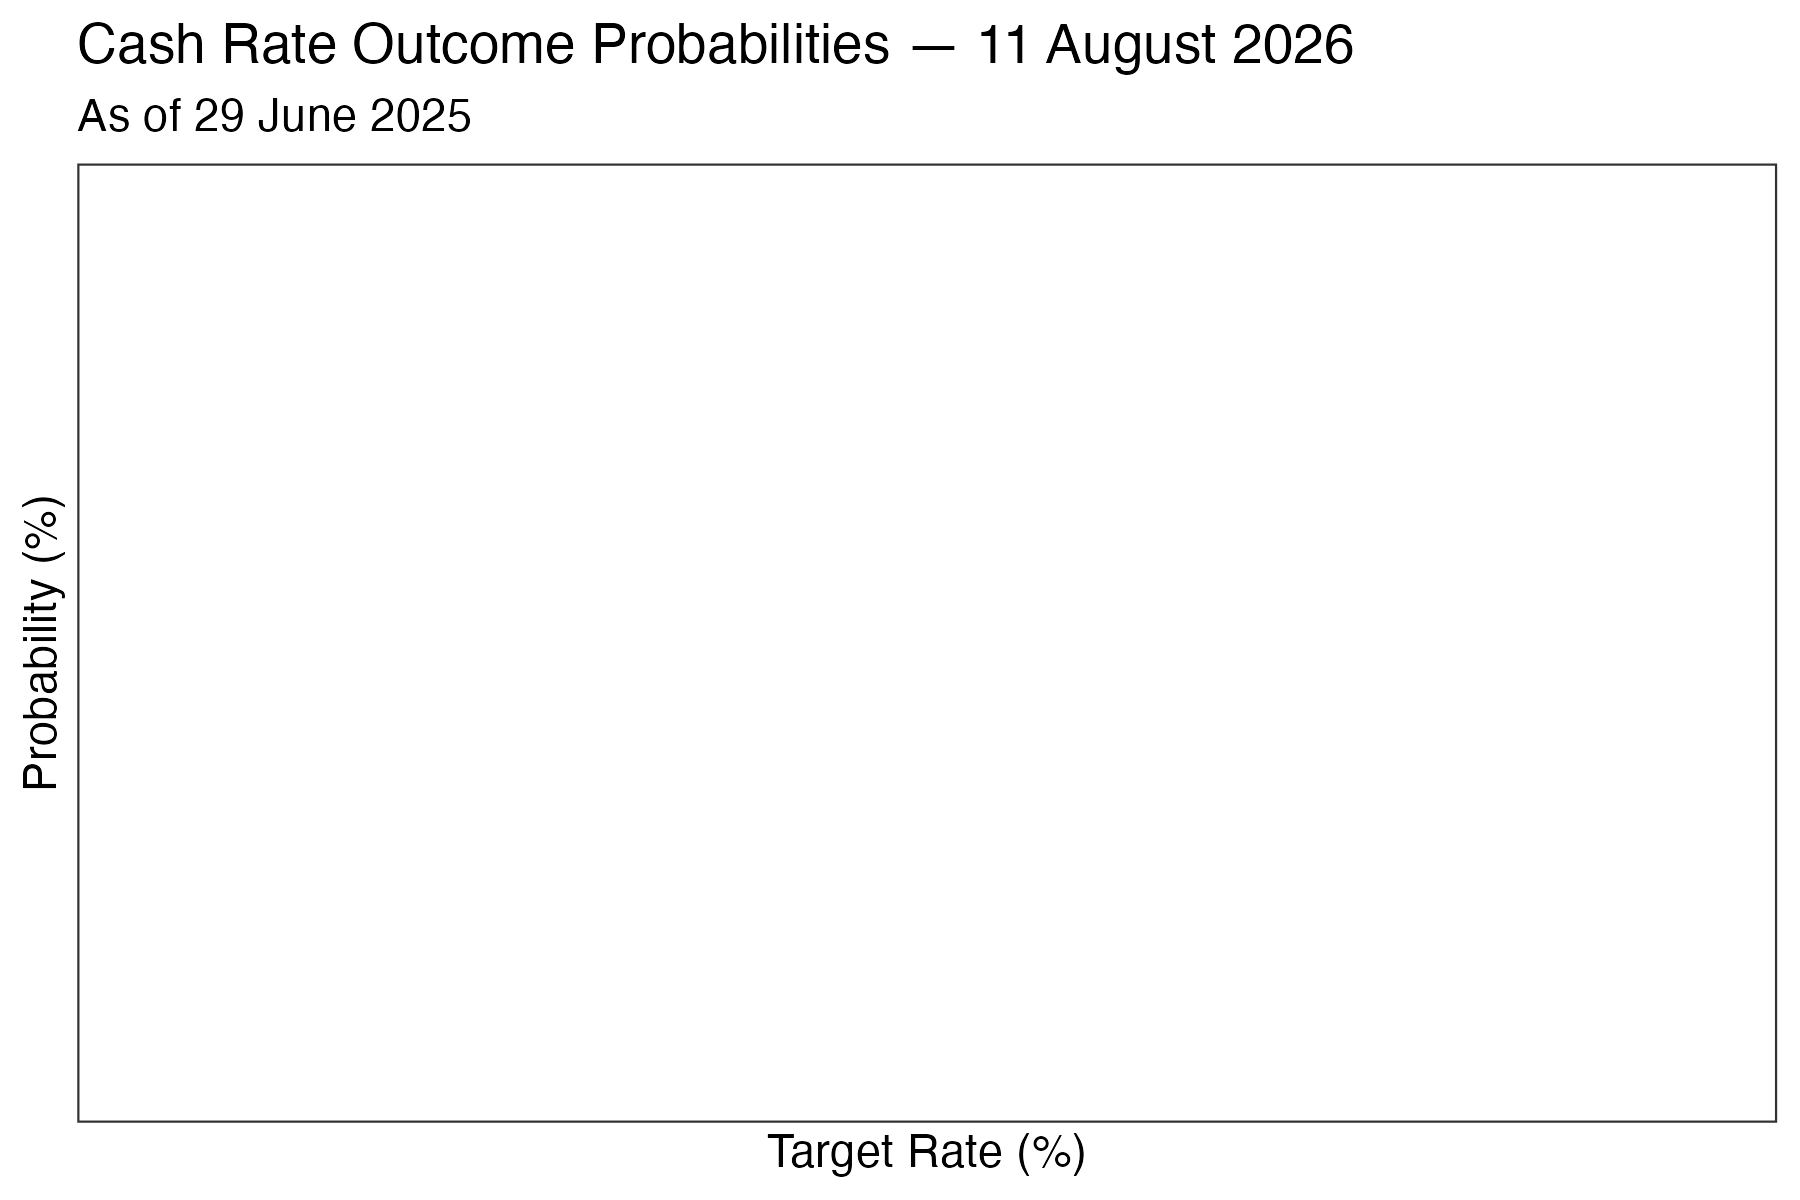 Cash Rate Outcome Probabilities — 11 August 2026
As of 29 June 2025
Probability (%)
Target Rate (%)